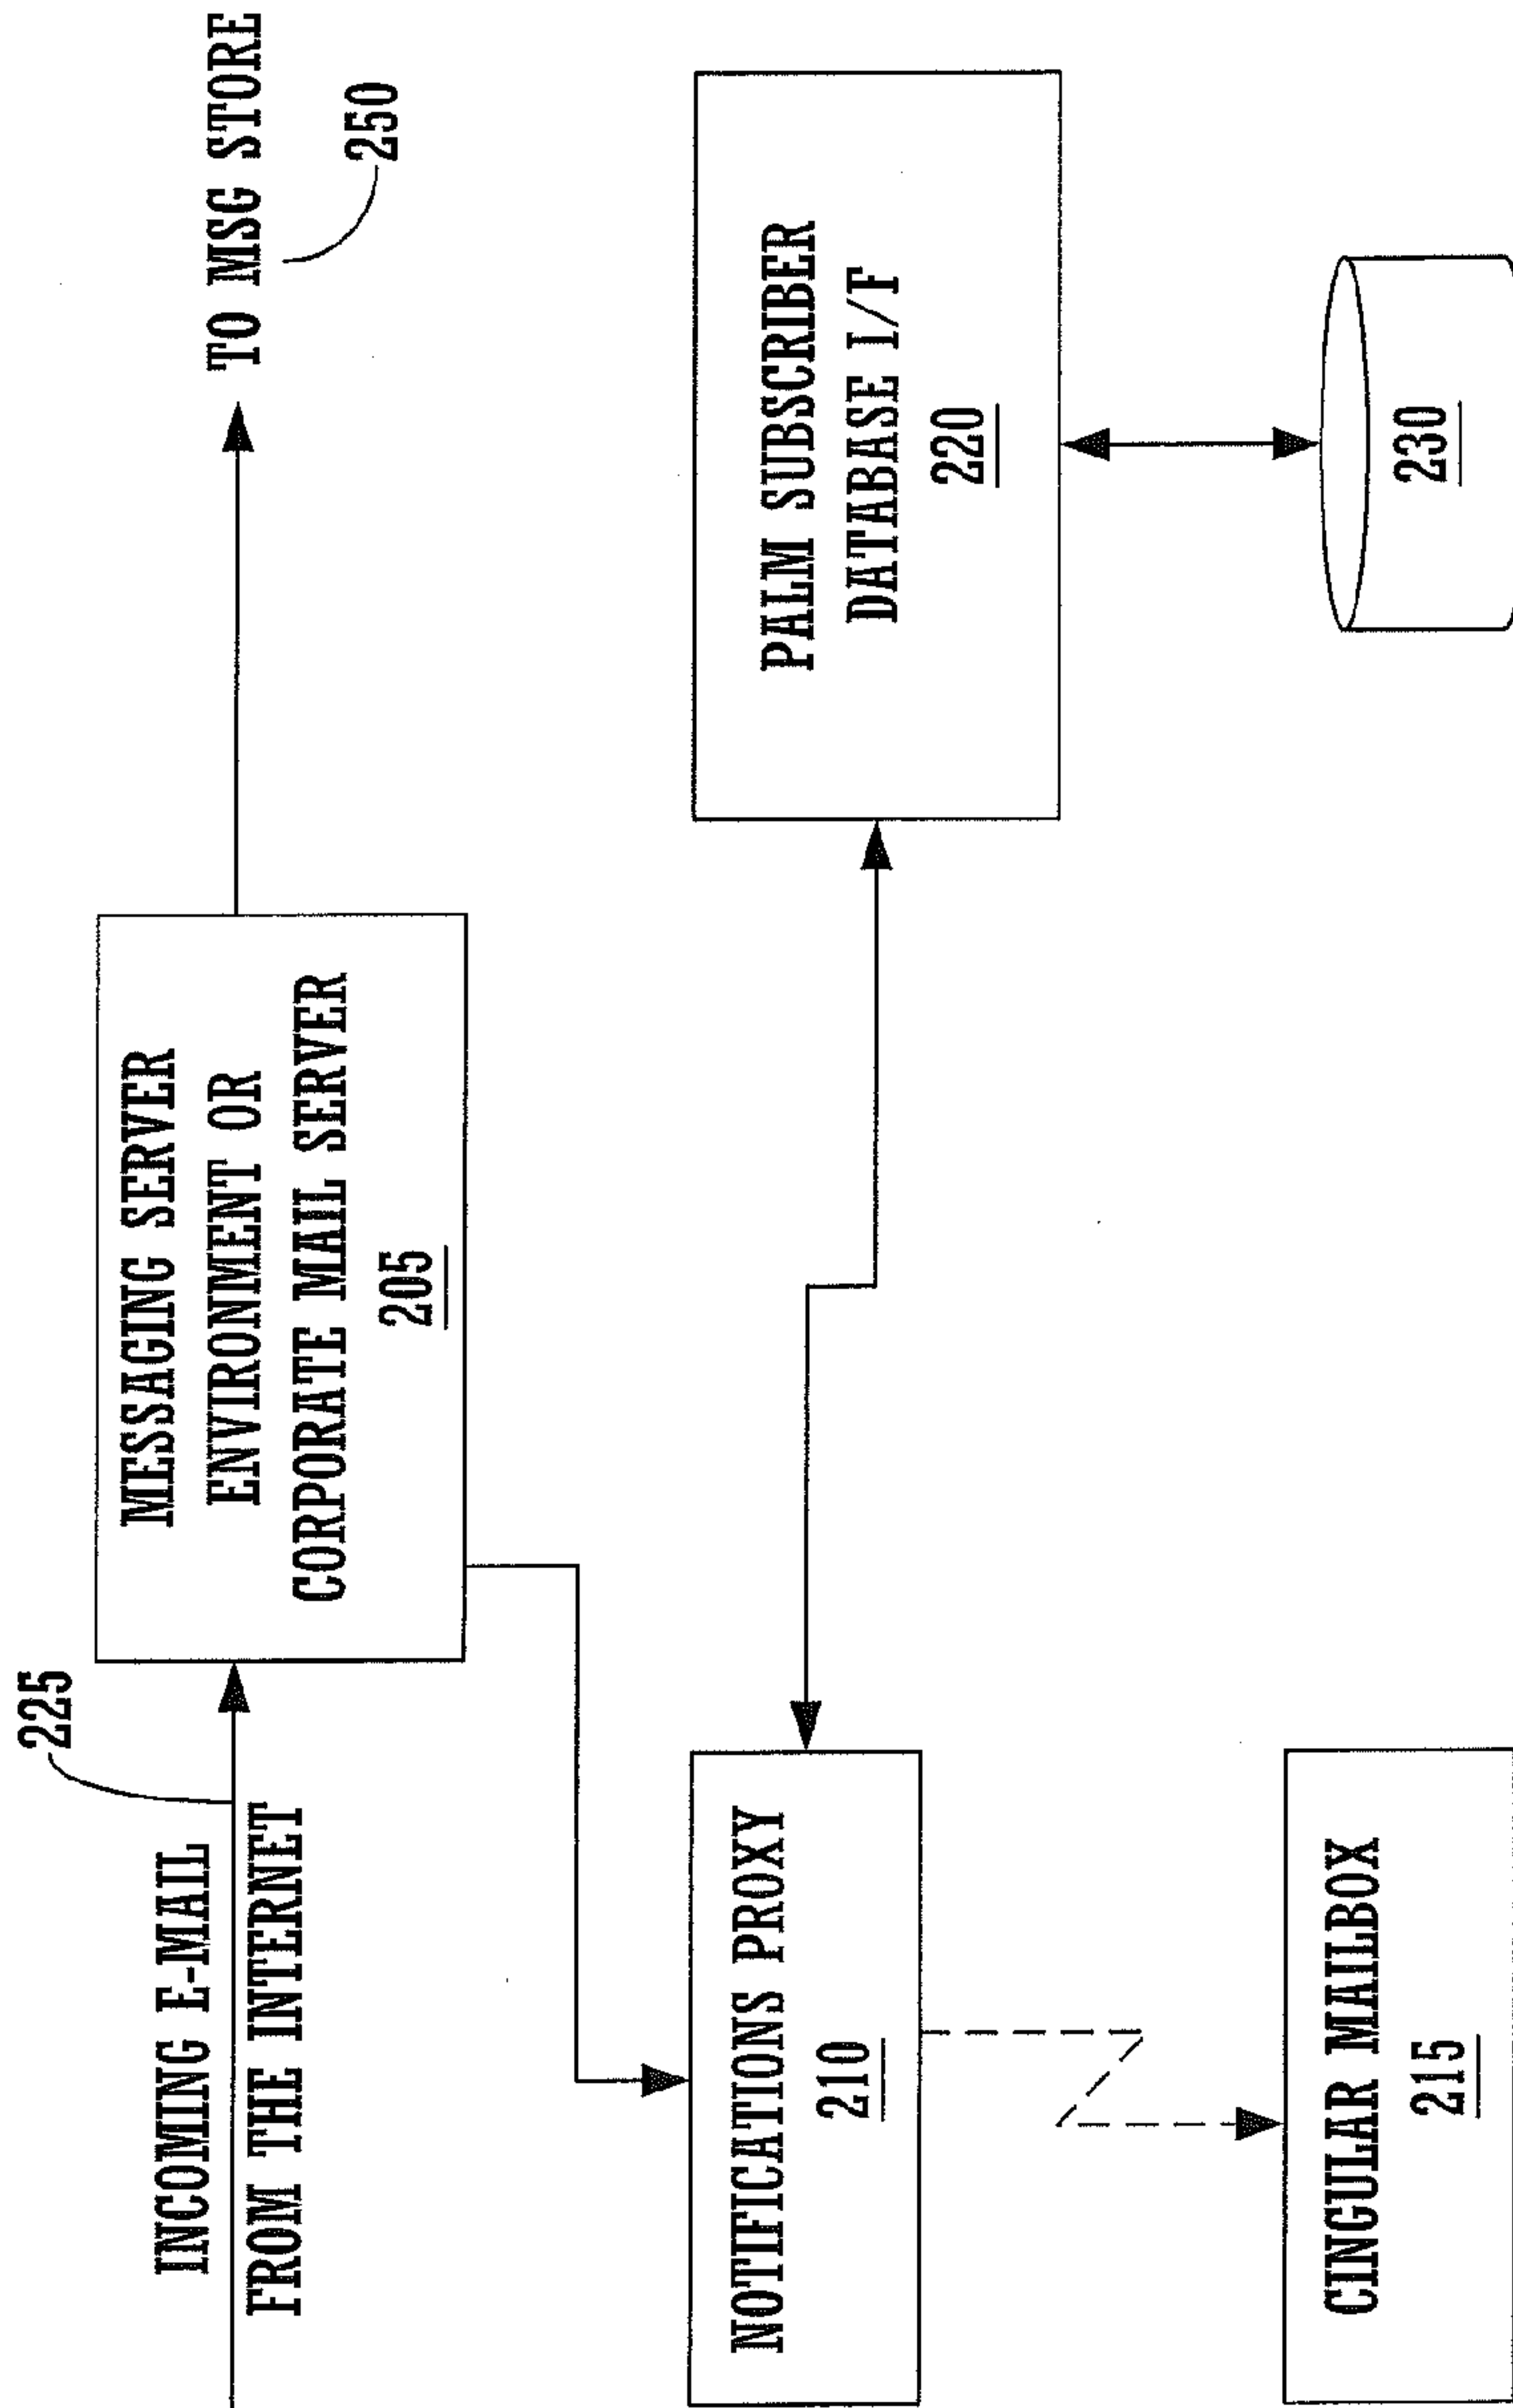 INCOMING E-MAIL
FROM THE INTERNET
225
MESSAGING SERVER
ENVIRONMENT OR
CORPORATE MAIL SERVER
205
TO MSG STORE
250
NOTIFICATIONS PROXY
210
PALM SUBSCRIBER
DATABASE I/F
220
CINGULAR MAILBOX
215
230